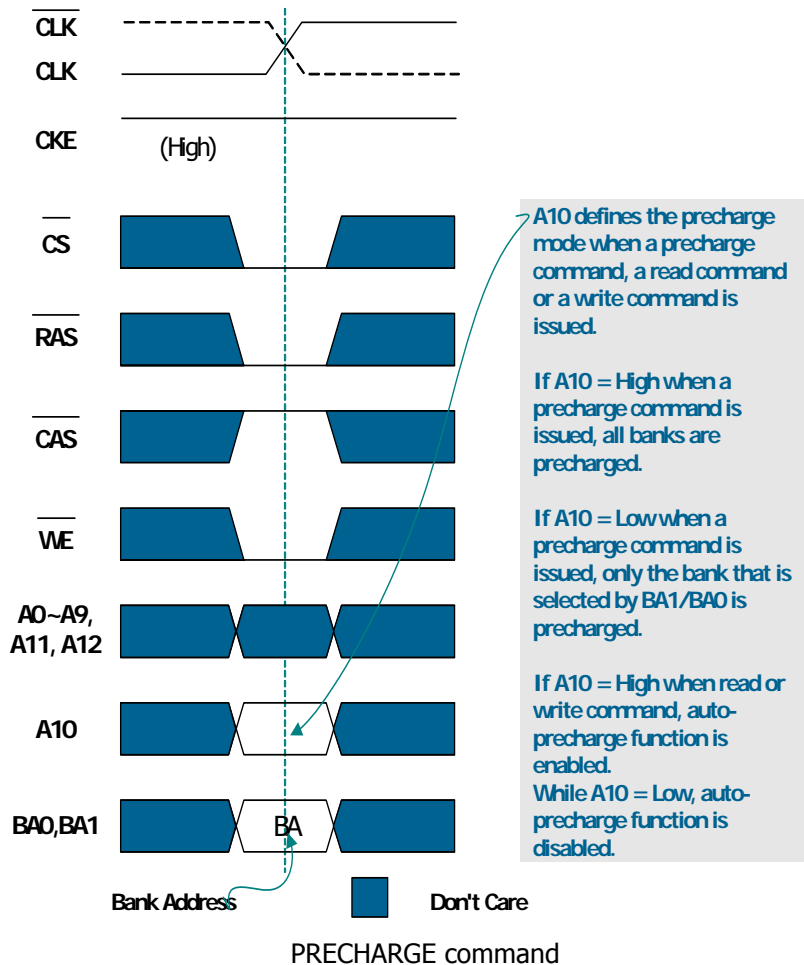 CLK
CLK
CKE
(High)
CS
RAS
CAS
WE
A0~A9,
A11, A12
A10
BA0,BA1
BA
A10 defines the precharge
mode when a precharge
command, a read command
or a write command is
issued.
If A10 = High when a
precharge command is
issued, all banks are
precharged.
If A10 = Low when a
precharge command is
issued, only the bank that is
selected by BA1/BA0 is
precharged.
If A10 = High when read or
write command, auto-
precharge function is
enabled.
While A10 = Low, auto-
precharge function is
disabled.
Bank Address
Don't Care
PRECHARGE command